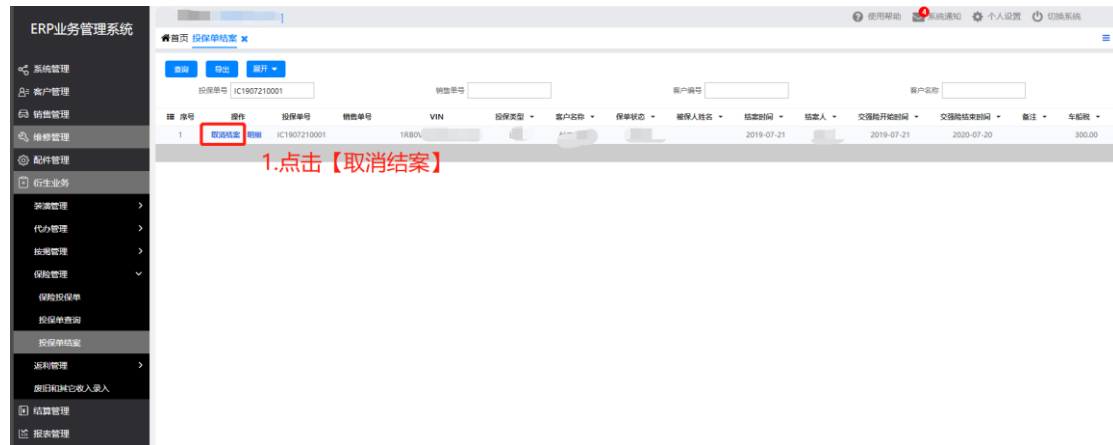 ERP业务管理系统
使用帮助 4 系统通知 个人设置 切换系统
首页 投保单结案 ×
系统管理
客户管理
销售管理
维修管理
配件管理
衍生业务
装潢管理
代办管理
按揭管理
保险管理
保险投保单
投保单查询
投保单结案
返利管理
废旧和其它收入录入
结算管理
报表管理
查询 导出 展开
投保单号 IC1907210001 销售单号 客户编号 客户名称
序号 操作 投保单号 销售单号 VIN 投保类型 客户名称 保单状态 被保人姓名 结案时间 结案人 交强险开始时间 交强险结束时间 备注 车船税
1 取消结案 明细 IC1907210001 1RB0V 2019-07-21 2019-07-21 2020-07-20 300.00
1.点击【取消结案】